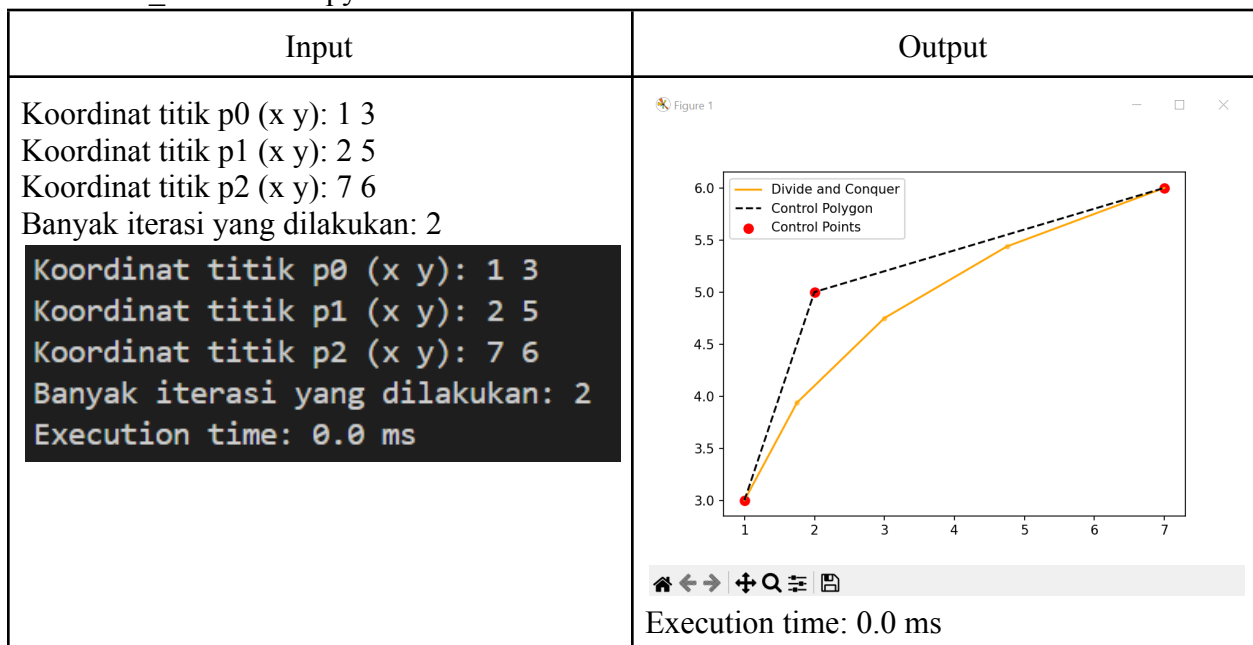 Input
Output
Koordinat titik p0 (x y): 1 3
Koordinat titik p1 (x y): 2 5
Koordinat titik p2 (x y): 7 6
Banyak iterasi yang dilakukan: 2
Koordinat titik p0 (x y): 1 3
Koordinat titik p1 (x y): 2 5
Koordinat titik p2 (x y): 7 6
Banyak iterasi yang dilakukan: 2
Execution time: 0.0 ms
Figure 1
Divide and Conquer
Control Polygon
Control Points
6.0
5.5
5.0
4.5
4.0
3.5
3.0
1 2 3 4 5 6 7
Execution time: 0.0 ms